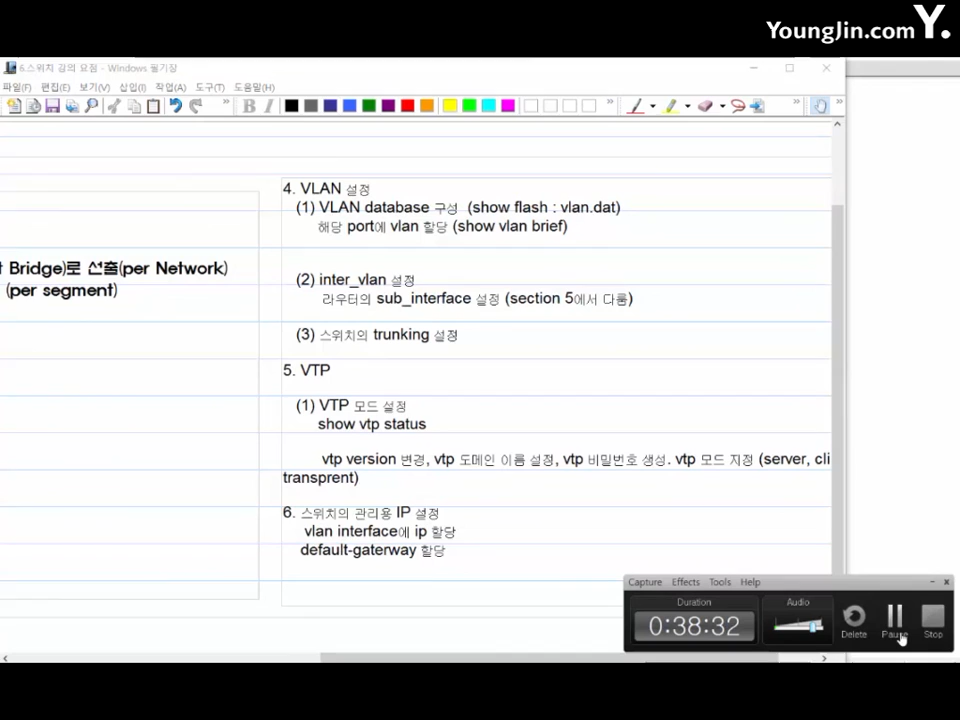 YoungJin.com Y.
6.스위치 강의 요점 - Windows 필기장
파일(F) 편집(E) 보기(V) 삽입(I) 작업(A) 도구(T) 도움말(H)
B I
4. VLAN 설정
(1) VLAN database 구성 (show flash : vlan.dat)
해당 port에 vlan 할당 (show vlan brief)
t Bridge)로 선출(per Network)
(per segment)
(2) inter_vlan 설정
라우터의 sub_interface 설정 (section 5에서 다룸)
(3) 스위치의 trunking 설정
5. VTP
(1) VTP 모드 설정
show vtp status
vtp version 변경, vtp 도메인 이름 설정, vtp 비밀번호 생성. vtp 모드 지정 (server, cli
transprent)
6. 스위치의 관리용 IP 설정
vlan interface에 ip 할당
default-gaterway 할당
Capture Effects Tools Help
Duration
Audio
0:38:32
Delete Pause Stop